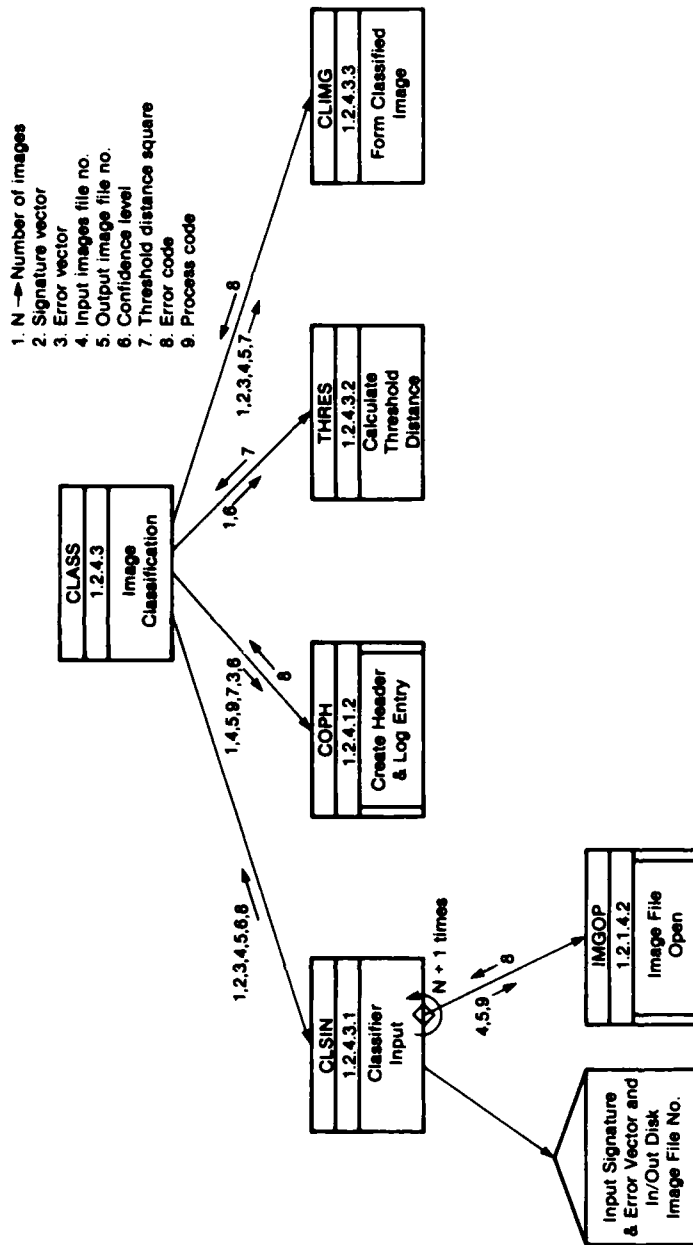 1. N → Number of images
2. Signature vector
3. Error vector
4. Input images file no.
5. Output image file no.
6. Confidence level
7. Threshold distance square
8. Error code
9. Process code
CLASS
1.2.4.3
Image
Classification
1,2,3,4,5,6,8
1,4,5,9,7,3,6
8
1,6
7
1,2,3,4,5,7
8
CLSIN
1.2.4.3.1
Classifier
Input
COPH
1.2.4.1.2
Create Header
& Log Entry
THRES
1.2.4.3.2
Calculate
Threshold
Distance
CLIMG
1.2.4.3.3
Form Classified
Image
N + 1 times
4,5,9
8
Input Signature
& Error Vector and
In/Out Disk
Image File No.
IMGOP
1.2.1.4.2
Image File
Open